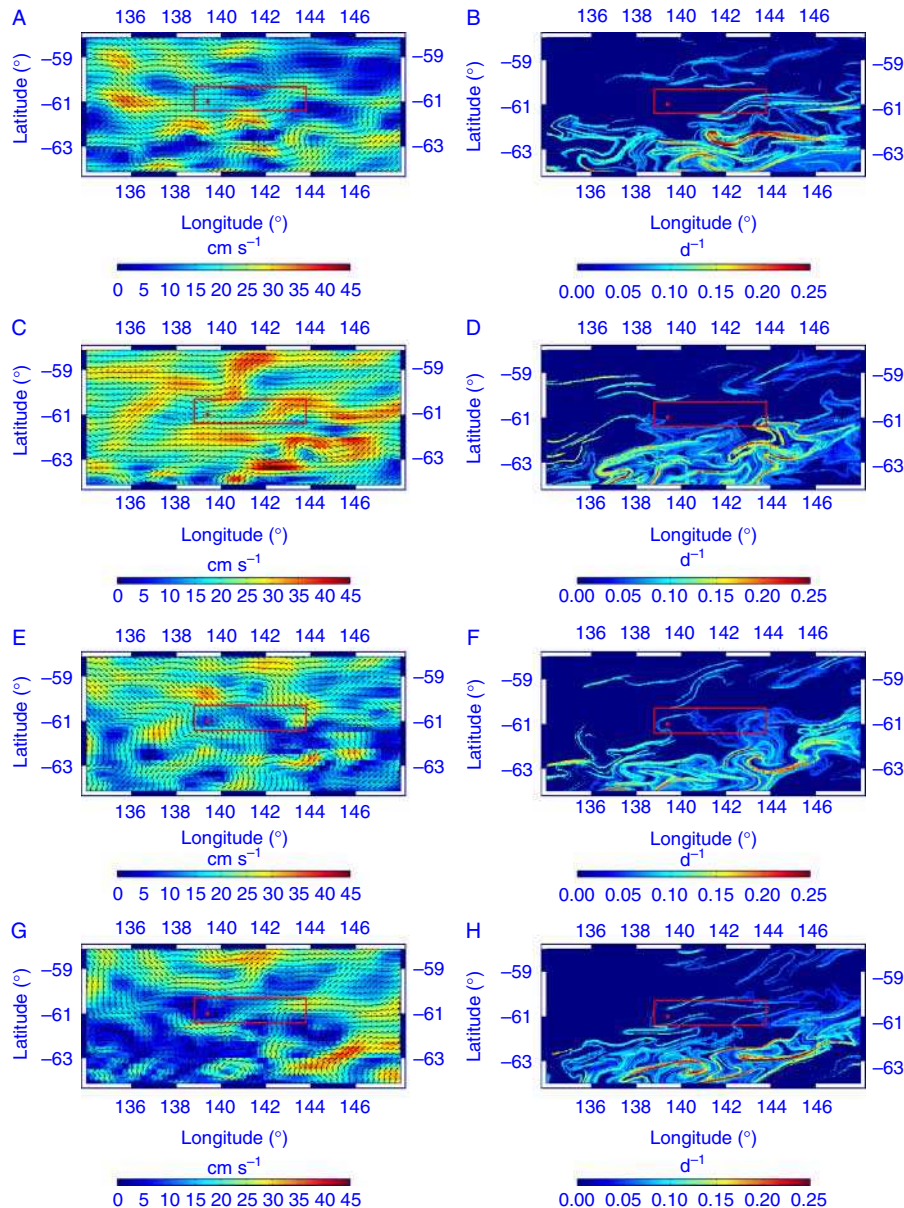 A 136 138 140 142 144 146
B 136 138 140 142 144 146
Latitude (°) −59 −61 −63 −59 −61 −63
Latitude (°) −59 −61 −63 −59 −61 −63
136 138 140 142 144 146
136 138 140 142 144 146
Longitude (°)
Longitude (°)
cm s−1
d−1
0 5 10 15 20 25 30 35 40 45
0.00 0.05 0.10 0.15 0.20 0.25
C 136 138 140 142 144 146
D 136 138 140 142 144 146
Latitude (°) −59 −61 −63 −59 −61 −63
Latitude (°) −59 −61 −63 −59 −61 −63
136 138 140 142 144 146
136 138 140 142 144 146
Longitude (°)
Longitude (°)
cm s−1
d−1
0 5 10 15 20 25 30 35 40 45
0.00 0.05 0.10 0.15 0.20 0.25
E 136 138 140 142 144 146
F 136 138 140 142 144 146
Latitude (°) −59 −61 −63 −59 −61 −63
Latitude (°) −59 −61 −63 −59 −61 −63
136 138 140 142 144 146
136 138 140 142 144 146
Longitude (°)
Longitude (°)
cm s−1
d−1
0 5 10 15 20 25 30 35 40 45
0.00 0.05 0.10 0.15 0.20 0.25
G 136 138 140 142 144 146
H 136 138 140 142 144 146
Latitude (°) −59 −61 −63 −59 −61 −63
Latitude (°) −59 −61 −63 −59 −61 −63
136 138 140 142 144 146
136 138 140 142 144 146
Longitude (°)
Longitude (°)
cm s−1
d−1
0 5 10 15 20 25 30 35 40 45
0.00 0.05 0.10 0.15 0.20 0.25